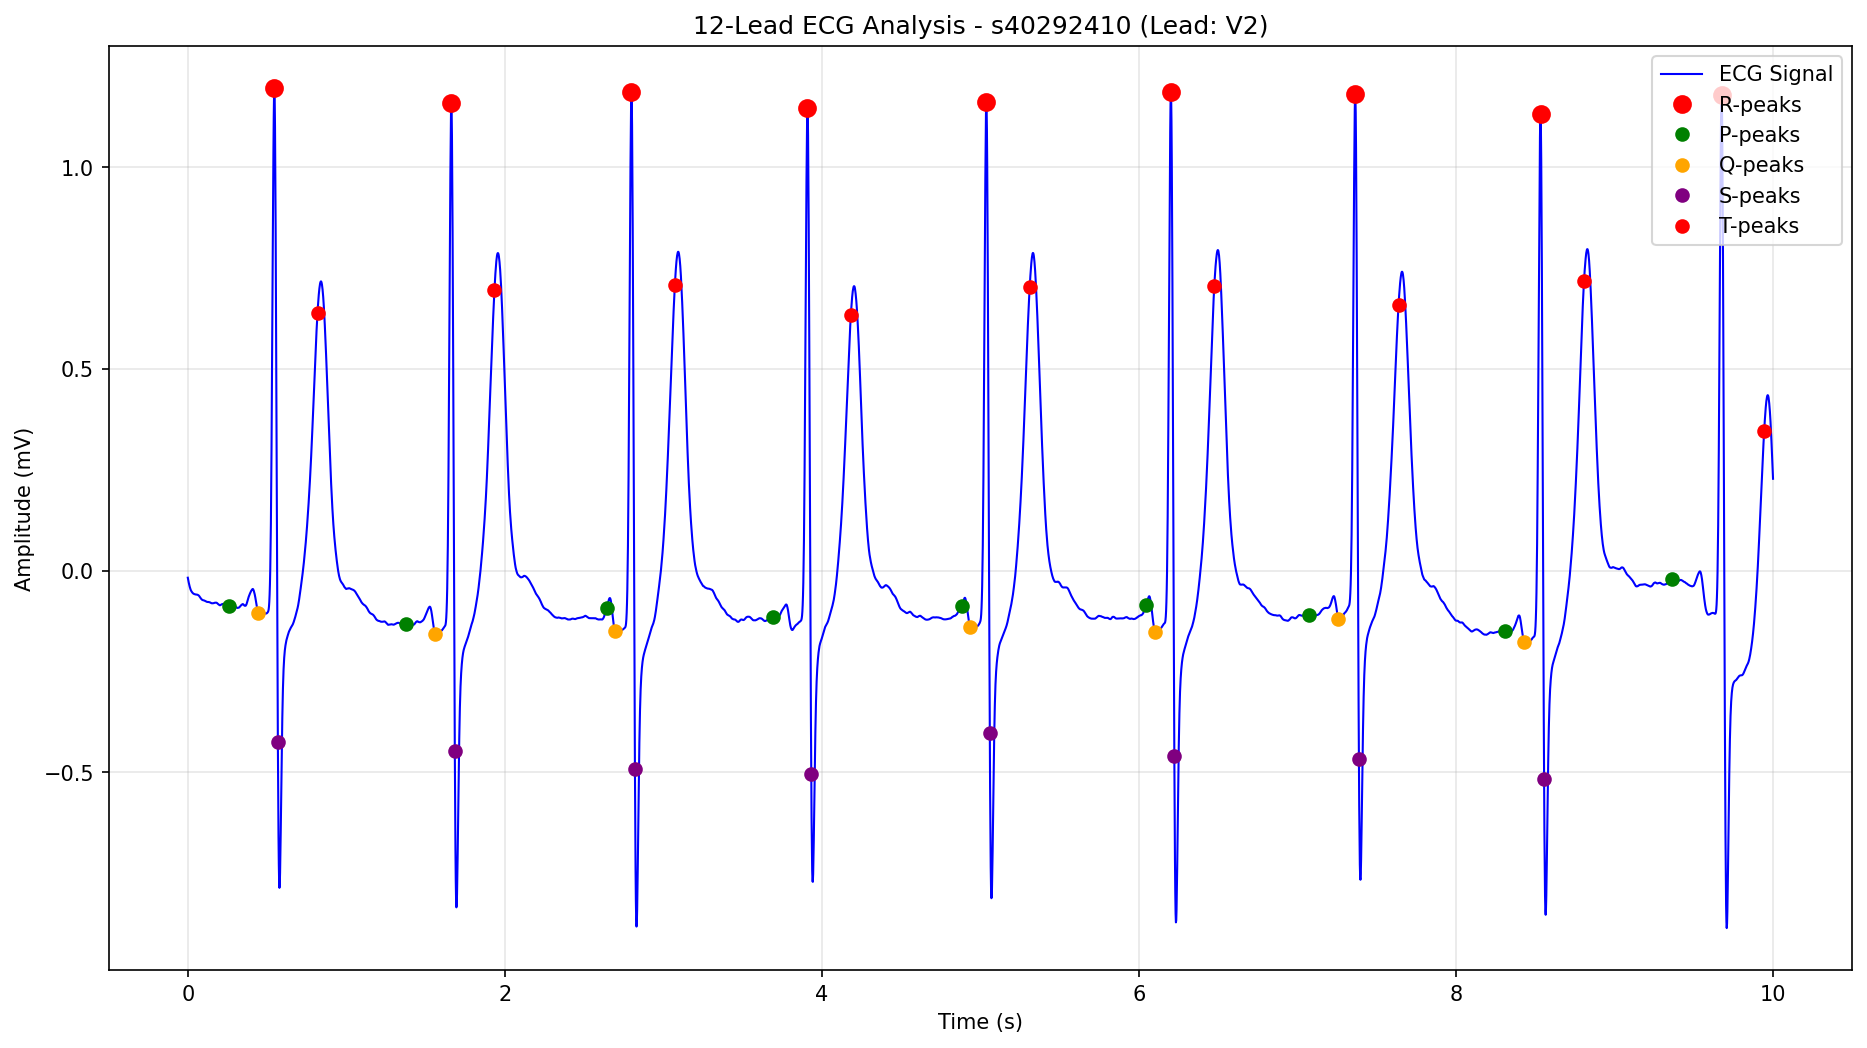 12-Lead ECG Analysis - s40292410 (Lead: V2)
ECG Signal
R-peaks
P-peaks
Q-peaks
S-peaks
T-peaks
Amplitude (mV)
1.0
0.5
0.0
−0.5
0
2
4
6
8
10
Time (s)